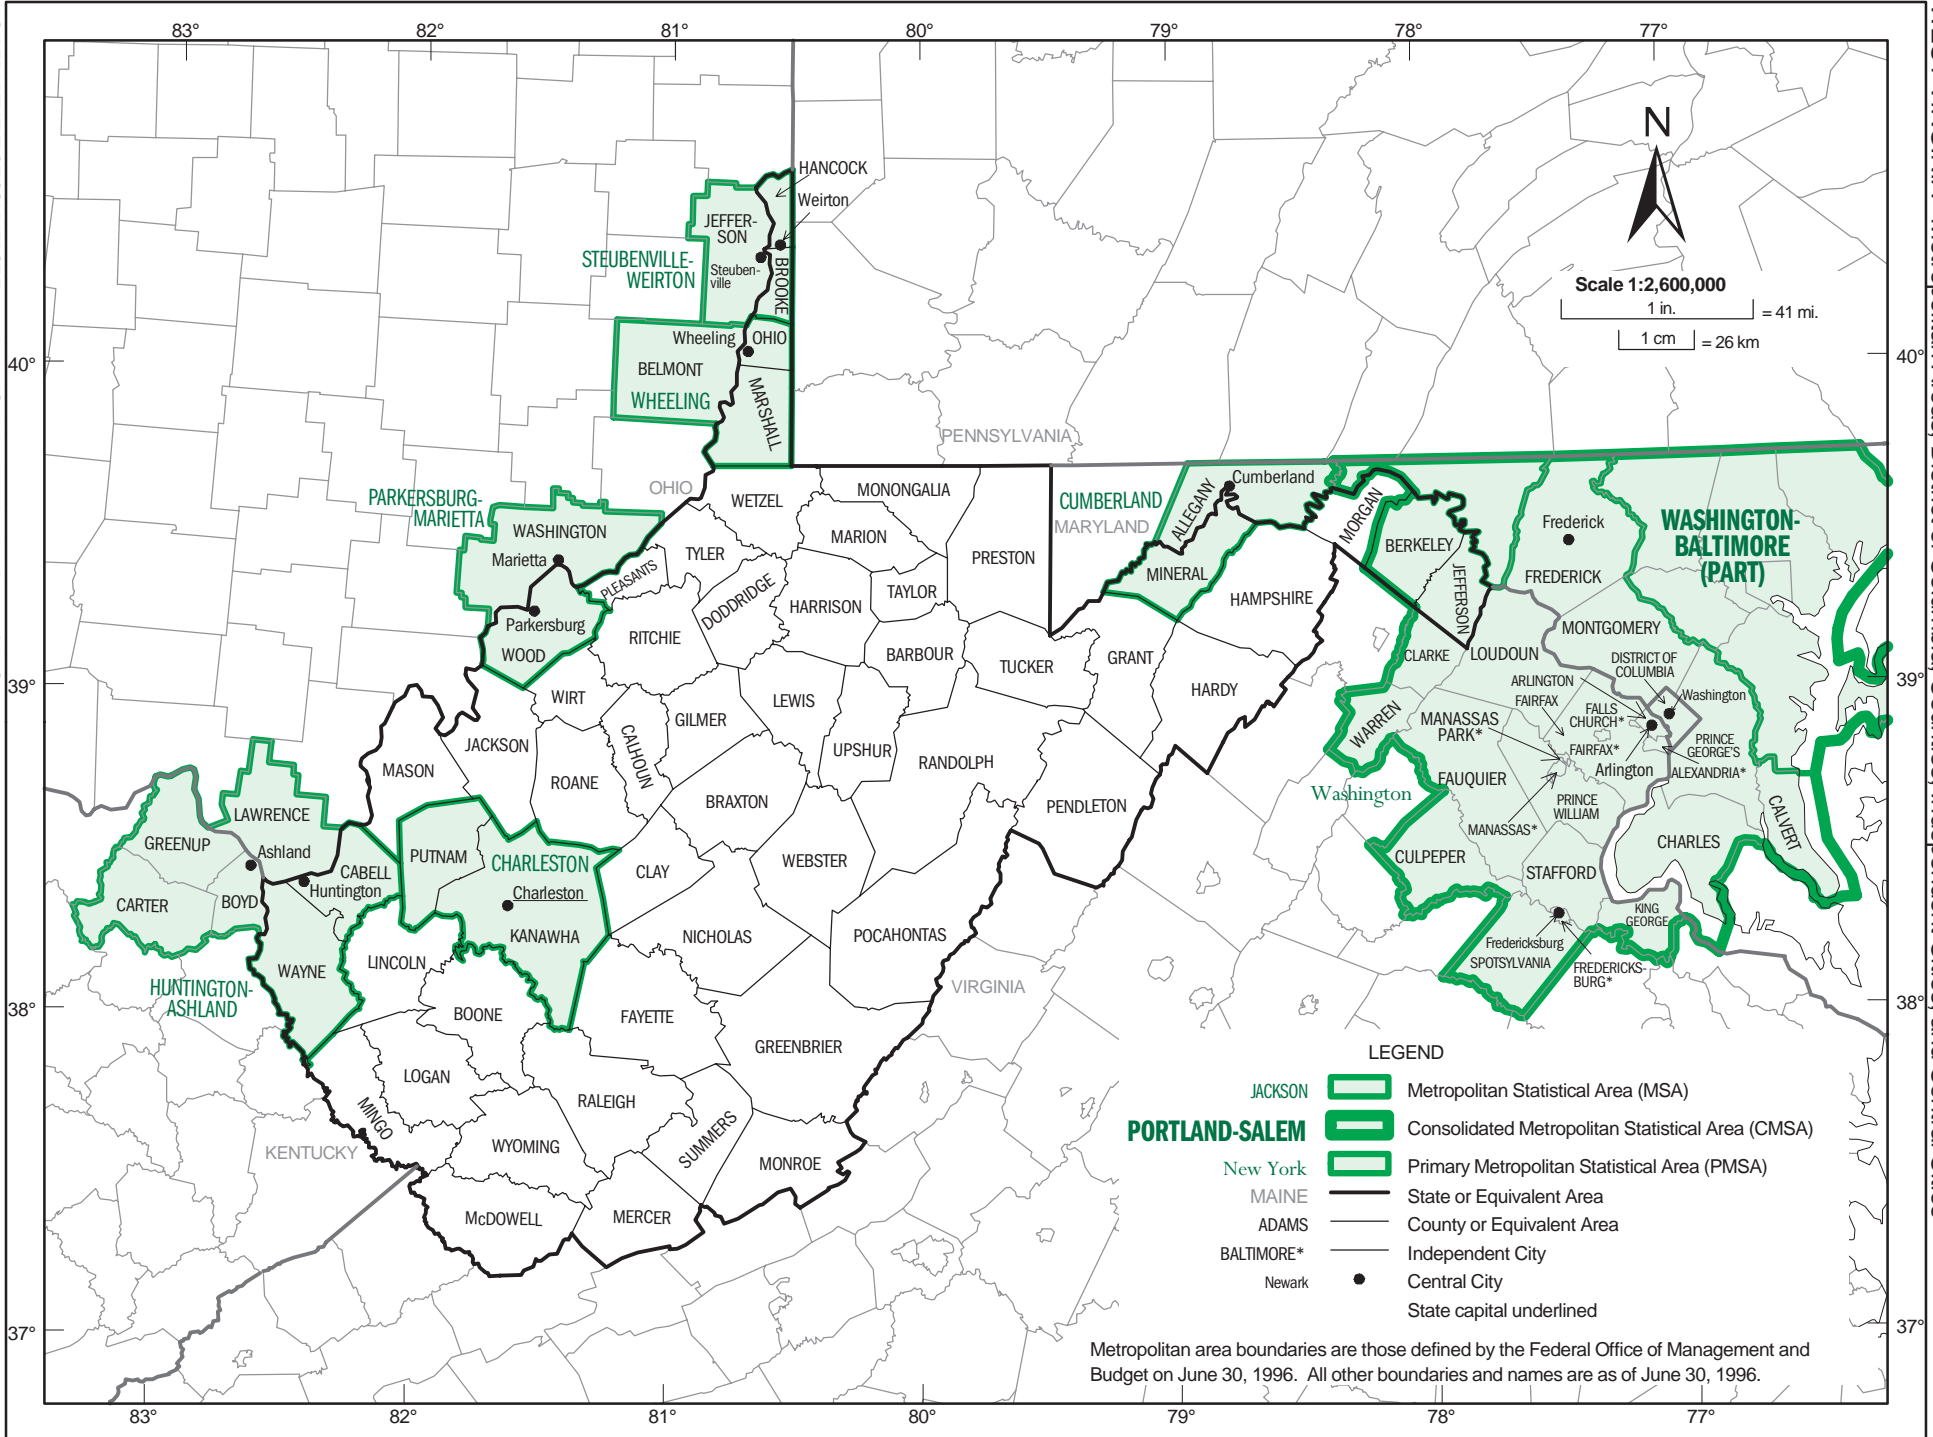 83°
82°
81°
80°
79°
78°
77°
N
Scale 1:2,600,000
1 in.
= 41 mi.
1 cm
= 26 km
40°
40°
39°
39°
38°
38°
37°
37°
HANCOCK
Weirton
JEFFER-
SON
STEUBENVILLE-
WEIRTON
Steuben-
ville
BROOKE
Wheeling
OHIO
BELMONT
WHEELING
MARSHALL
PENNSYLVANIA
OHIO
PARKERSBURG-
MARIETTA
WASHINGTON
Marietta
Parkersburg
WOOD
PLEASANTS
WETZEL
MONONGALIA
MARION
TYLER
DODDRIDGE
HARRISON
TAYLOR
PRESTON
RITCHIE
BARBOUR
TUCKER
GRANT
CUMBERLAND
MARYLAND
ALLEGANY
Cumberland
MINERAL
HAMPSHIRE
HARDY
MORGAN
BERKELEY
JEFFERSON
Frederick
FREDERICK
WASHINGTON-
BALTIMORE
(PART)
MONTGOMERY
DISTRICT OF
COLUMBIA
CLARKE
LOUDOUN
ARLINGTON
FAIRFAX
Washington
FALLS
CHURCH*
WARREN
MANASSAS
PARK*
FAIRFAX*
PRINCE
GEORGE'S
Arlington
ALEXANDRIA*
Washington
FAUQUIER
PRINCE
WILLIAM
MANASSAS*
CALVERT
CHARLES
CULPEPER
STAFFORD
KING
GEORGE
Fredericksburg
SPOTSYLVANIA
FREDERICKS-
BURG*
WIRT
JACKSON
MASON
ROANE
CALHOUN
GILMER
LEWIS
UPSHUR
RANDOLPH
BRAXTON
PENDLETON
WEBSTER
CLAY
LAWRENCE
GREENUP
Ashland
CABELL
Huntington
CARTER
BOYD
PUTNAM
CHARLESTON
Charleston
KANAWHA
NICHOLAS
POCAHONTAS
HUNTINGTON-
ASHLAND
WAYNE
LINCOLN
BOONE
FAYETTE
GREENBRIER
VIRGINIA
LOGAN
MINGO
RALEIGH
WYOMING
SUMMERS
MONROE
KENTUCKY
McDOWELL
MERCER
LEGEND
JACKSON
Metropolitan Statistical Area (MSA)
PORTLAND-SALEM
Consolidated Metropolitan Statistical Area (CMSA)
New York
Primary Metropolitan Statistical Area (PMSA)
MAINE
State or Equivalent Area
ADAMS
County or Equivalent Area
BALTIMORE*
Independent City
Newark
Central City
State capital underlined
Metropolitan area boundaries are those defined by the Federal Office of Management and
Budget on June 30, 1996. All other boundaries and names are as of June 30, 1996.
83°
82°
81°
80°
79°
78°
77°